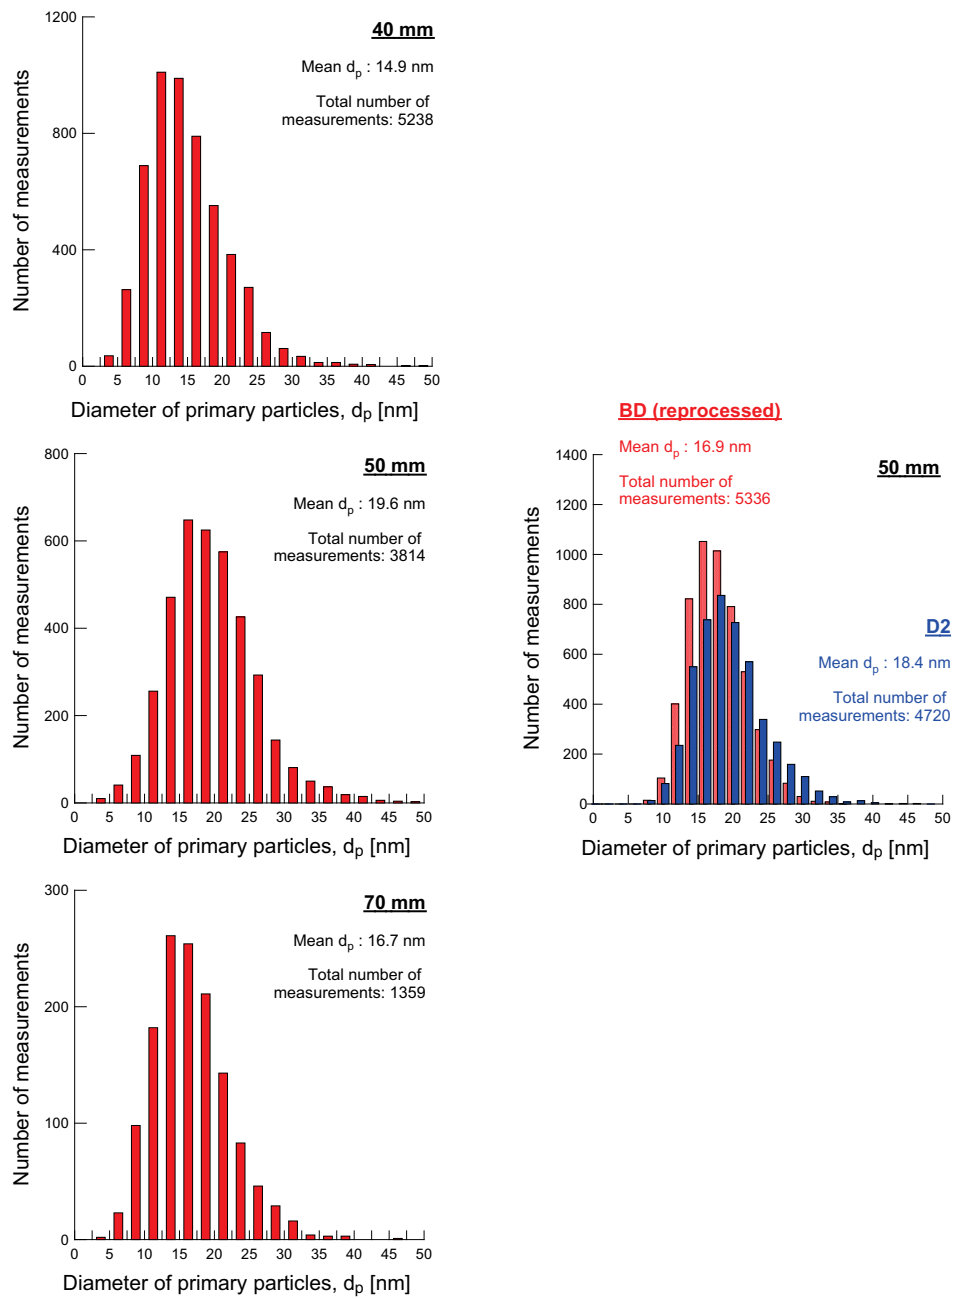 1200
800
400
0
Number of measurements
40 mm
Mean dp : 14.9 nm
Total number of
measurements: 5238
0 5 10 15 20 25 30 35 40 45 50
Diameter of primary particles, dp [nm]
800
600
400
200
0
Number of measurements
50 mm
Mean dp : 19.6 nm
Total number of
measurements: 3814
0 5 10 15 20 25 30 35 40 45 50
Diameter of primary particles, dp [nm]
BD (reprocessed)
Mean dp : 16.9 nm
Total number of
measurements: 5336
50 mm
1400
1200
1000
800
600
400
200
0
Number of measurements
D2
Mean dp : 18.4 nm
Total number of
measurements: 4720
0 5 10 15 20 25 30 35 40 45 50
Diameter of primary particles, dp [nm]
300
200
100
0
Number of measurements
70 mm
Mean dp : 16.7 nm
Total number of
measurements: 1359
0 5 10 15 20 25 30 35 40 45 50
Diameter of primary particles, dp [nm]